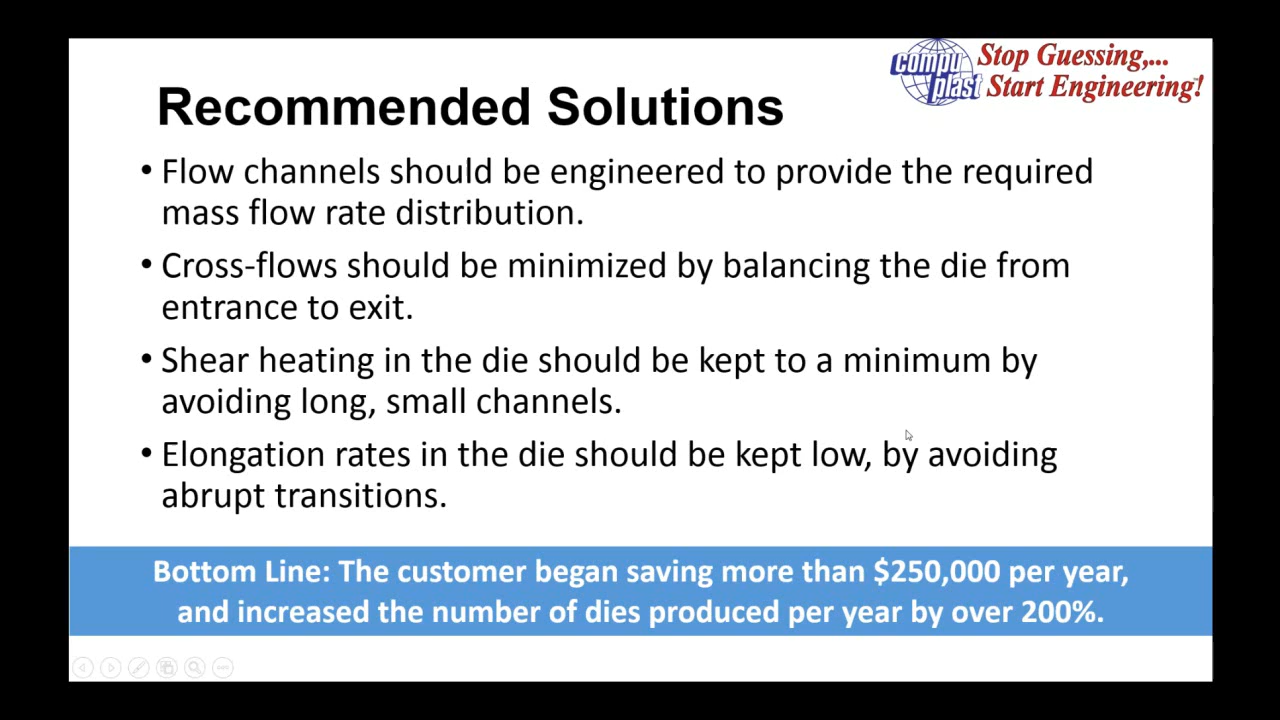 compu plast
Stop Guessing,...
Start Engineering!
Recommended Solutions
• Flow channels should be engineered to provide the required
mass flow rate distribution.
• Cross-flows should be minimized by balancing the die from
entrance to exit.
• Shear heating in the die should be kept to a minimum by
avoiding long, small channels.
• Elongation rates in the die should be kept low, by avoiding
abrupt transitions.
Bottom Line: The customer began saving more than $250,000 per year,
and increased the number of dies produced per year by over 200%.